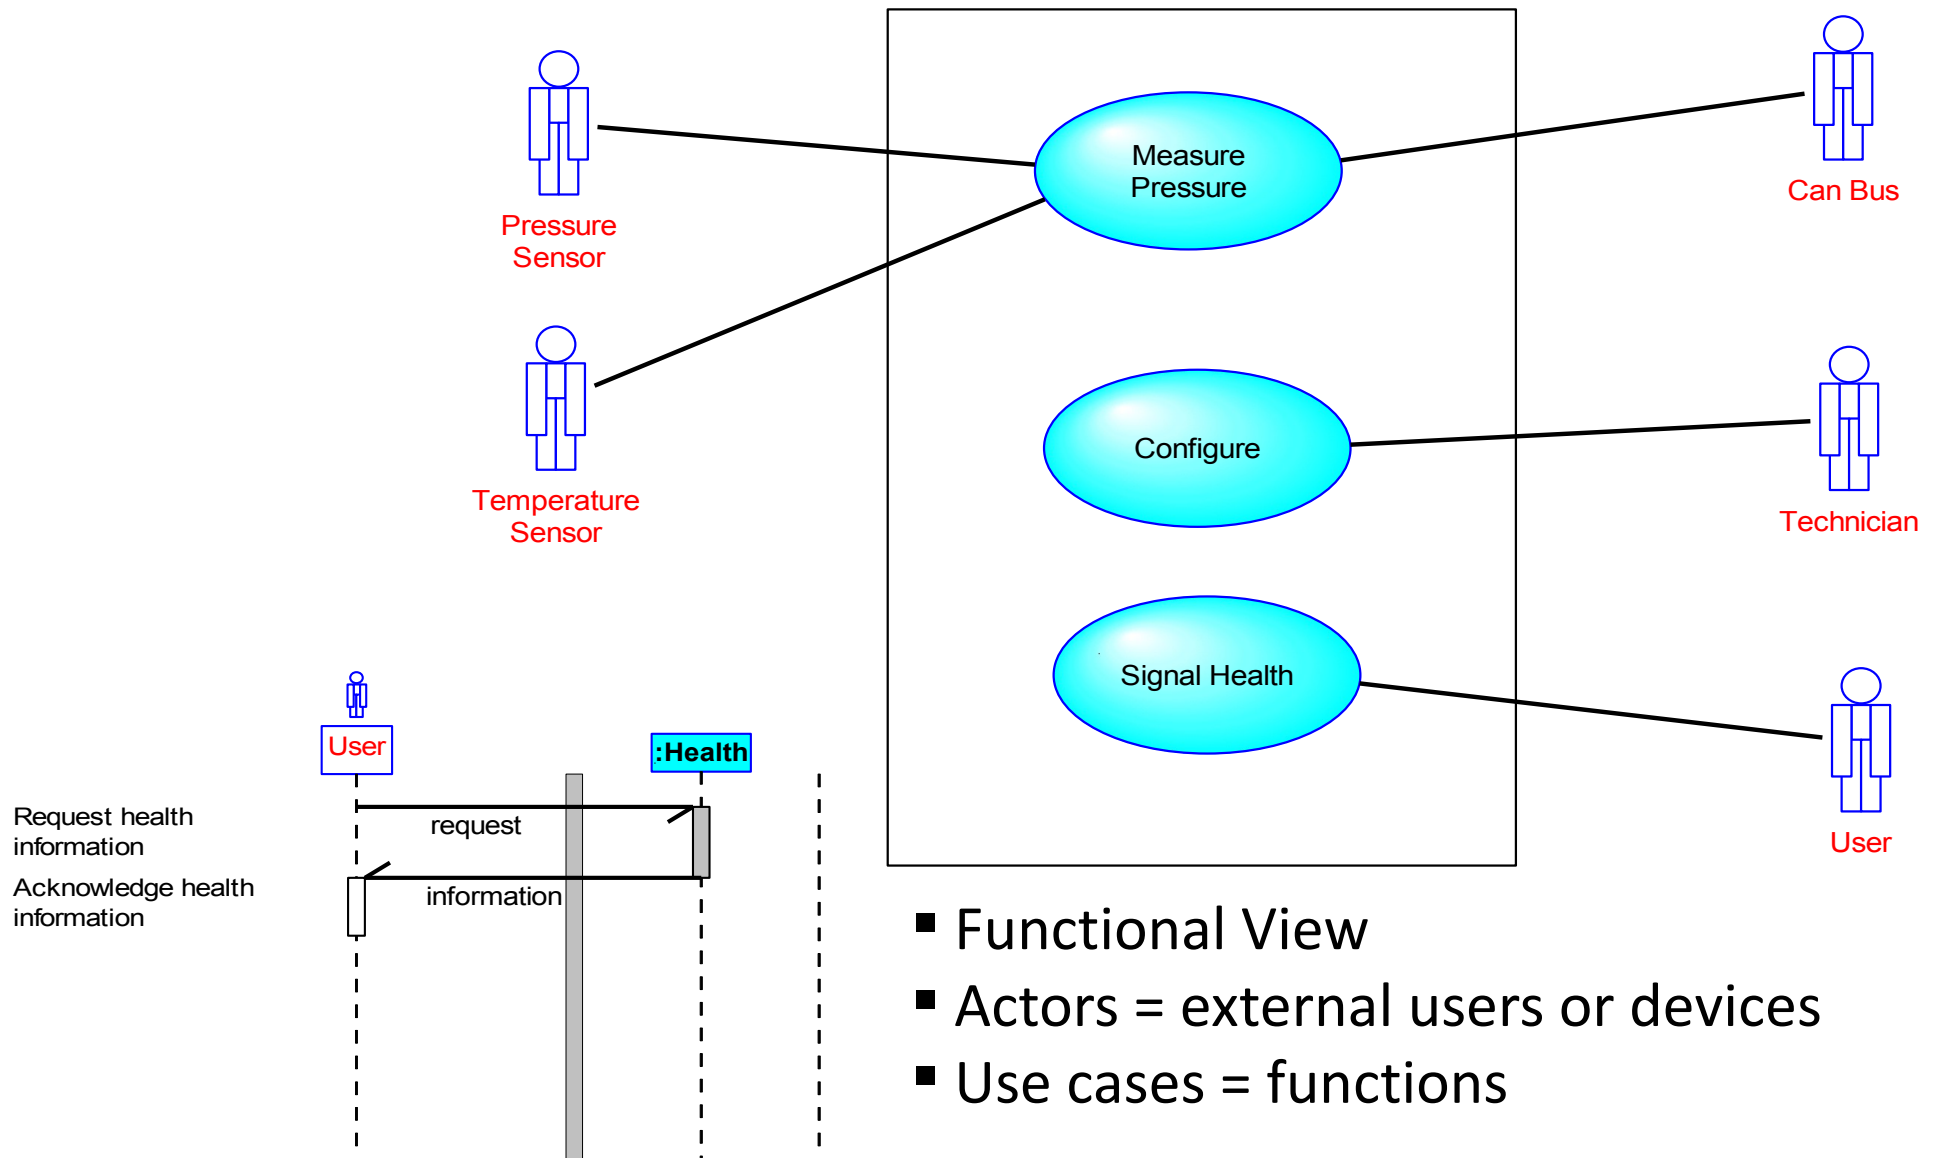 Measure
Pressure
Can Bus
Pressure
Sensor
Configure
Temperature
Sensor
Technician
Signal Health
User
User
:Health
Request health
information
request
Acknowledge health
information
information
▪ Functional View
▪ Actors = external users or devices
▪ Use cases = functions